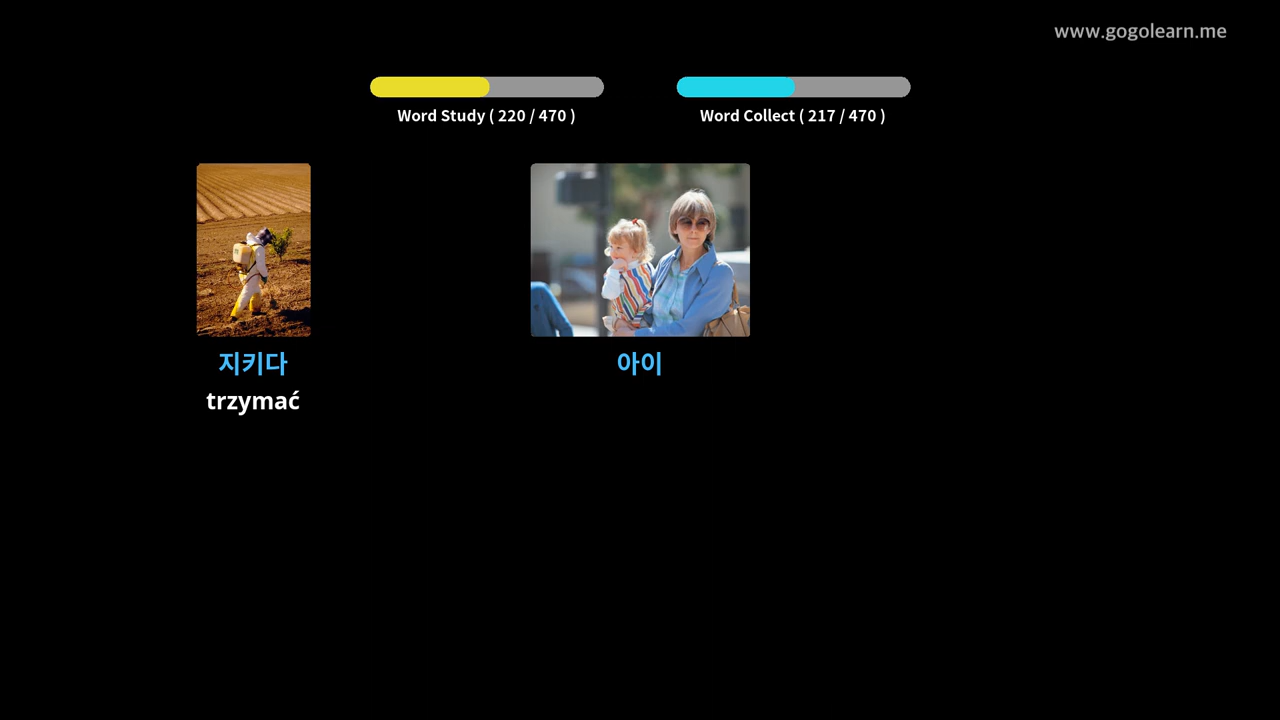 www.gogolearn.me
Word Study ( 220 / 470 )
Word Collect ( 217 / 470 )
지키다
trzymać
아이